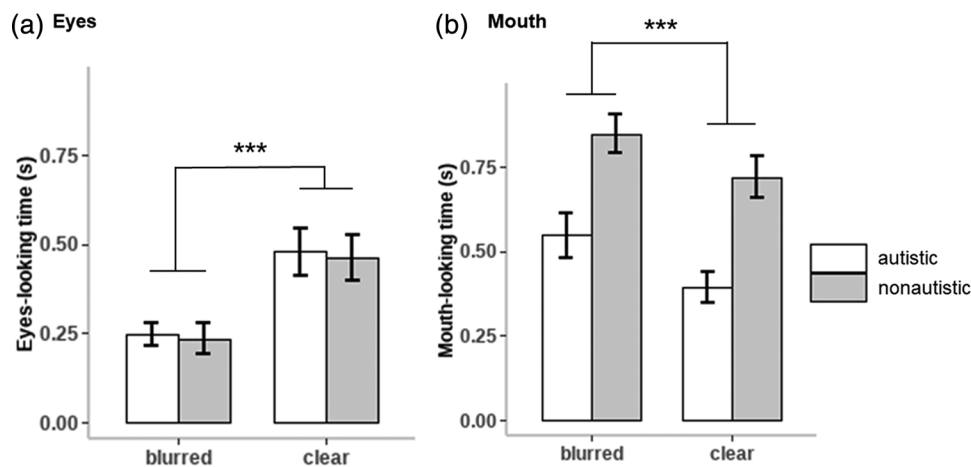 (a) Eyes
***
Eyes-looking time (s)
0.75
0.50
0.25
0.00
blurred clear
(b) Mouth
***
Mouth-looking time (s)
0.75
0.50
0.25
0.00
blurred clear
autistic
nonautistic